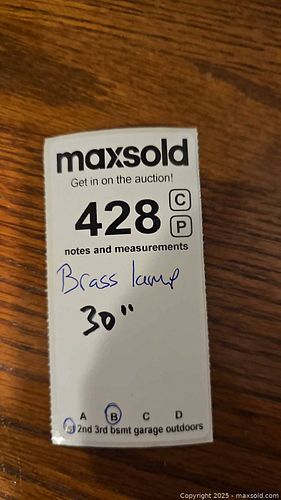 maxsold
Get in on the auction!
428 C
P
notes and measurements
Brass lamp
30"
A B C D
1st 2nd 3rd bsmt garage outdoors
Copyright 2025 - maxsold.com